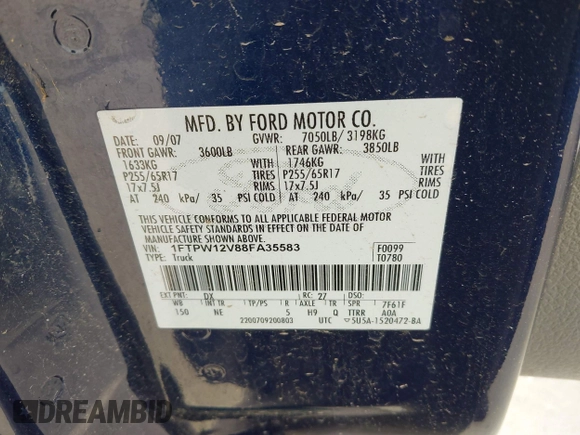 MFD. BY FORD MOTOR CO.
DATE: 09/07 GVWR: 7050LB/ 3198KG
FRONT GAWR: 3600LB REAR GAWR: 3850LB
1633KG WITH 1746KG WITH
P255/65R17 TIRES P255/65R17 TIRES
17x7.5J RIMS 17x7.5J RIMS
AT 240 kPa/ 35 PSI COLD AT 240 kPa/ 35 PSI COLD
THIS VEHICLE CONFORMS TO ALL APPLICABLE FEDERAL MOTOR
VEHICLE SAFETY STANDARDS IN EFFECT ON THE DATE OF
MANUFACTURE SHOWN ABOVE.
VIN: 1FTPW12V88FA35583 F0099
TYPE: Truck T0780
EXT PNT: DX RC: 27 DSO:
WB INT TR TP/PS R AXLE TR SPR 7F61F
150 NE 5 H9 Q TTRR A0A
2200709200803 UTC 5U5A-1520472-BA
DREAMBID